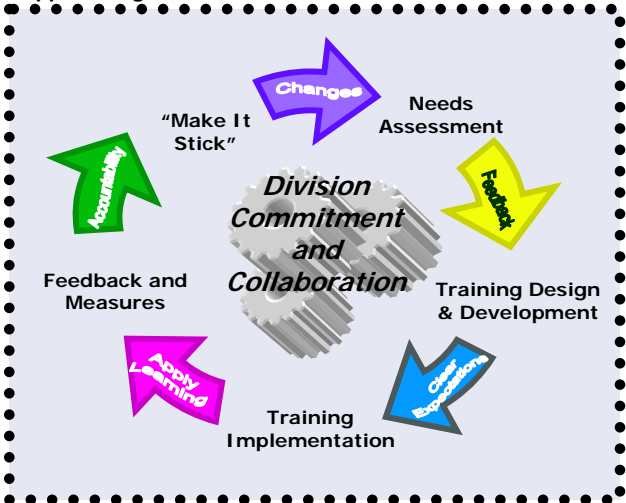 Changes
Needs
Assessment
Feedback
Training Design
& Development
Clear
Expectations
Training
Implementation
Apply
Learning
Feedback and
Measures
Accountability
“Make It
Stick”
Division
Commitment
and
Collaboration